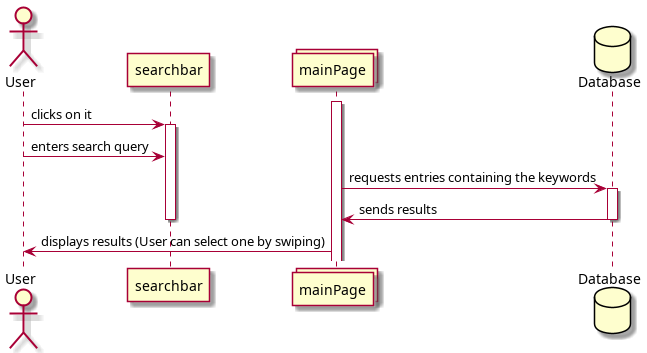 User
searchbar
mainPage
Database
clicks on it
enters search query
requests entries containing the keywords
sends results
displays results (User can select one by swiping)
User
searchbar
mainPage
Database